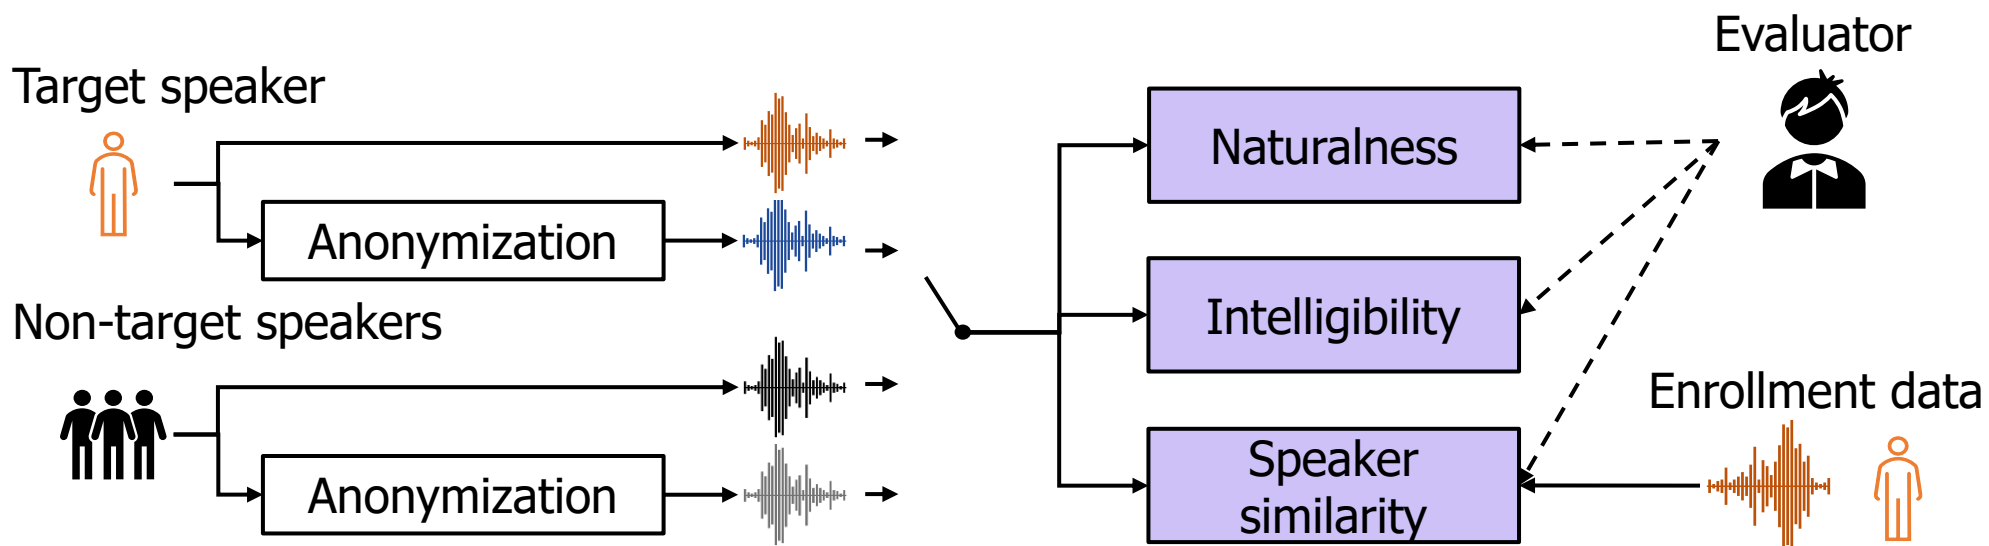 Evaluator
Target speaker
Naturalness
Anonymization
Non-target speakers
Intelligibility
Enrollment data
Speaker
similarity
Anonymization